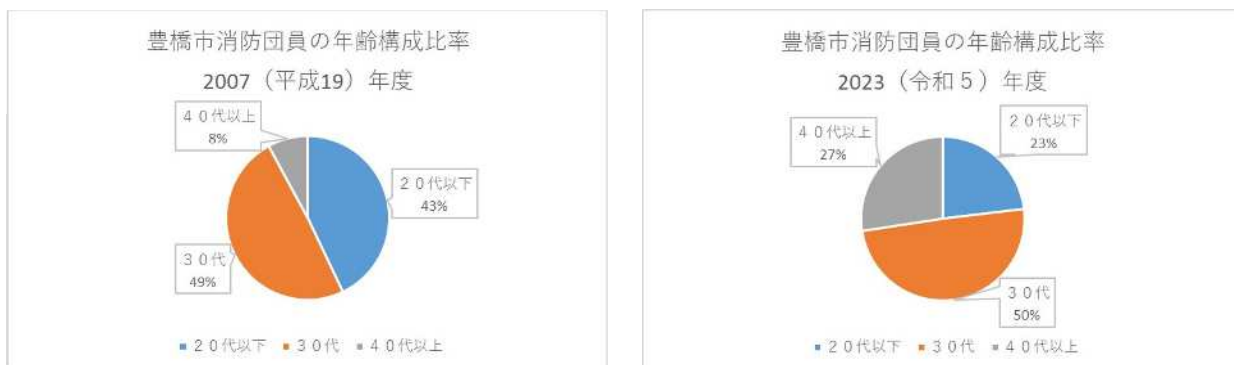 豊橋市消防団員の年齢構成比率
2007（平成19）年度
４０代以上
8%
２０代以下
43%
３０代
49%
２０代以下 ３０代 ４０代以上
豊橋市消防団員の年齢構成比率
2023（令和５）年度
２０代以下
23%
４０代以上
27%
３０代
50%
２０代以下 ３０代 ４０代以上